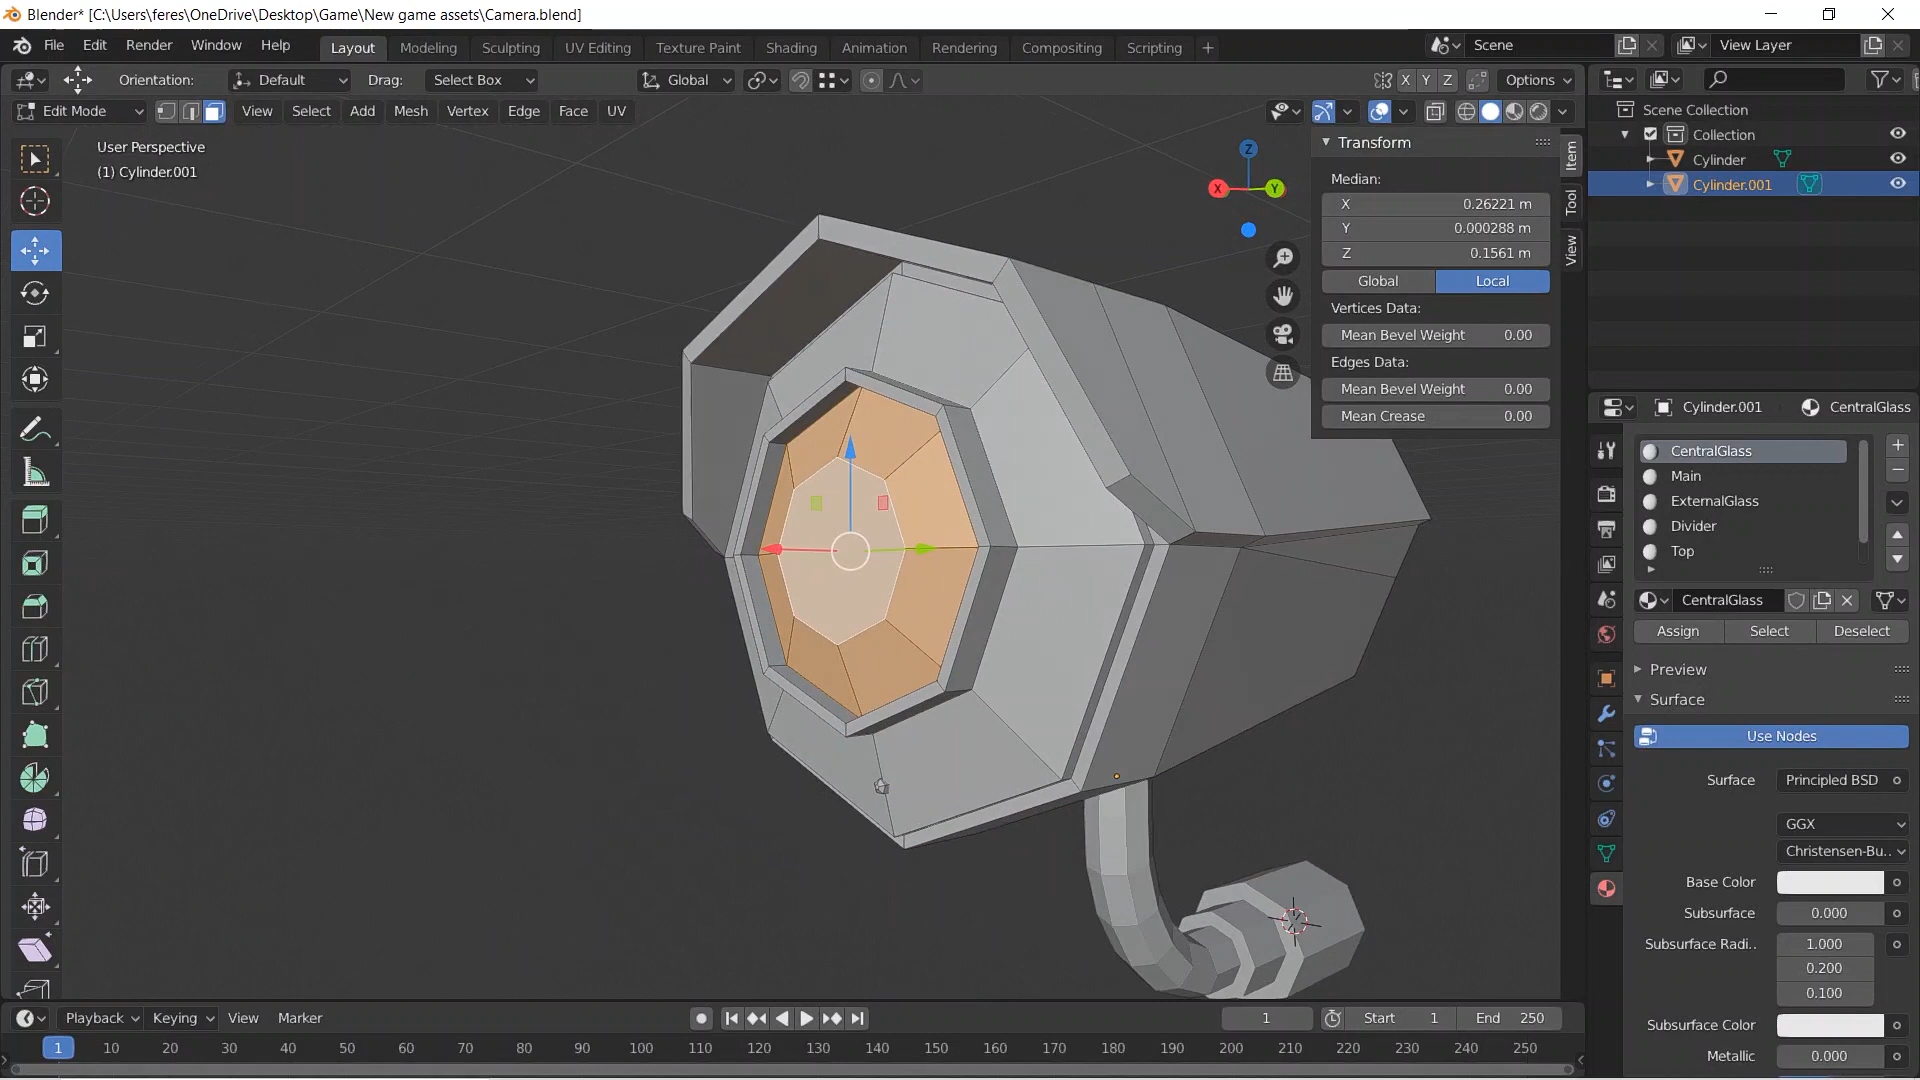 Blender* [C:\Users\feres\OneDrive\Desktop\Game\New game assets\Camera.blend]
File Edit Render Window Help
Layout Modeling Sculpting UV Editing Texture Paint Shading Animation Rendering Compositing Scripting +
Scene
View Layer
Orientation: Default Drag: Select Box
Global
X Y Z Options
Edit Mode View Select Add Mesh Vertex Edge Face UV
User Perspective
(1) Cylinder.001
Z
X
Y
Transform
Median:
X 0.26221 m
Y 0.000288 m
Z 0.1561 m
Global Local
Vertices Data:
Mean Bevel Weight 0.00
Edges Data:
Mean Bevel Weight 0.00
Mean Crease 0.00
Item
Tool
View
Scene Collection
Collection
Cylinder
Cylinder.001
Cylinder.001 CentralGlass
CentralGlass
Main
ExternalGlass
Divider
Top
CentralGlass
Assign Select Deselect
Preview
Surface
Use Nodes
Surface Principled BSD
GGX
Christensen-Bu..
Base Color
Subsurface 0.000
Subsurface Radi.. 1.000
0.200
0.100
Subsurface Color
Metallic 0.000
Playback Keying View Marker
1 Start 1 End 250
1 10 20 30 40 50 60 70 80 90 100 110 120 130 140 150 160 170 180 190 200 210 220 230 240 250